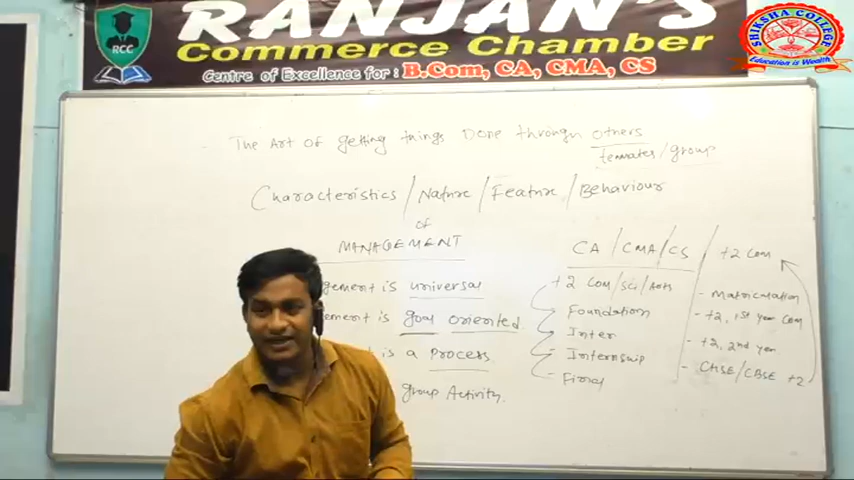 RANJAN'S
Commerce Chamber
Centre of Excellence for : B.Com, CA, CMA, CS
RCC
SHIKSHA COLLEGE
Education is Wealth
The Art of getting things Done through others
temmates/group
Characteristics / Nature / Feature / Behaviour
of
MANAGEMENT
gement is universal
ement is goal oriented
t is a process
group Activity.
CA / CMA / CS
+2 Com/Sci/Arts
Foundation
Inter
Internship
Final
+2 Com
- Matriculation
- +2, 1st year Com
- +2, 2nd year
- CHSE/CBSE +2